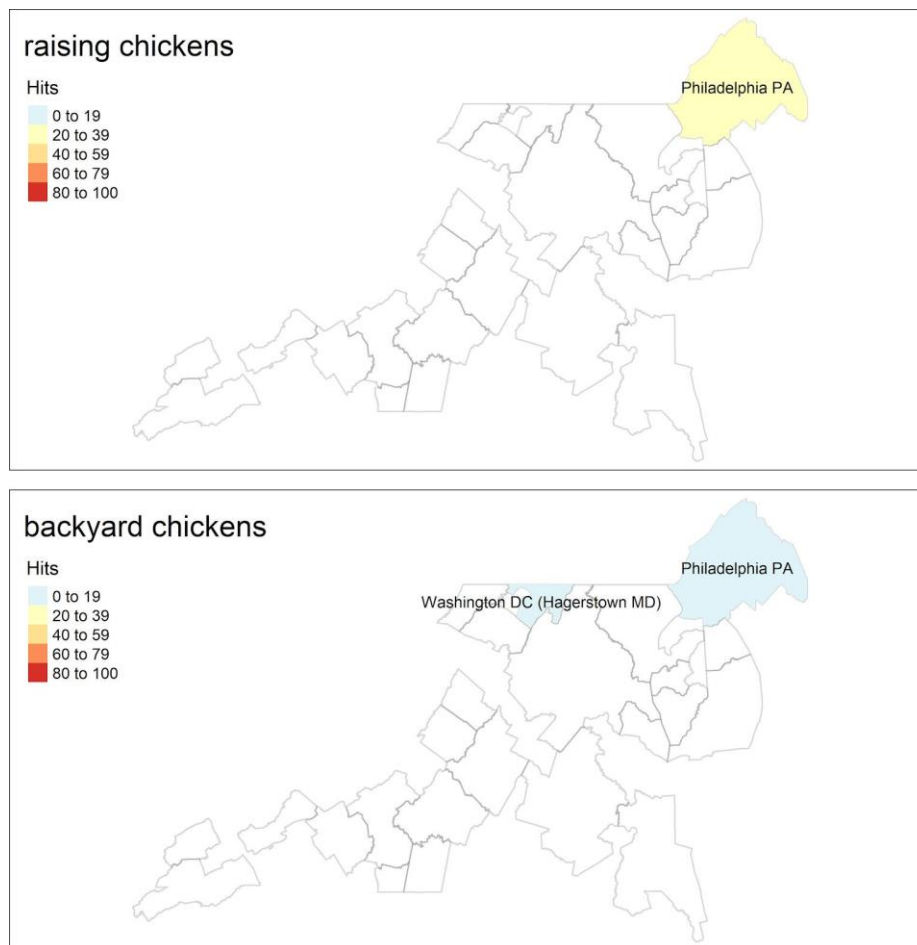 raising chickens
Hits
0 to 19
20 to 39
40 to 59
60 to 79
80 to 100
Philadelphia PA
backyard chickens
Hits
0 to 19
20 to 39
40 to 59
60 to 79
80 to 100
Philadelphia PA
Washington DC (Hagerstown MD)